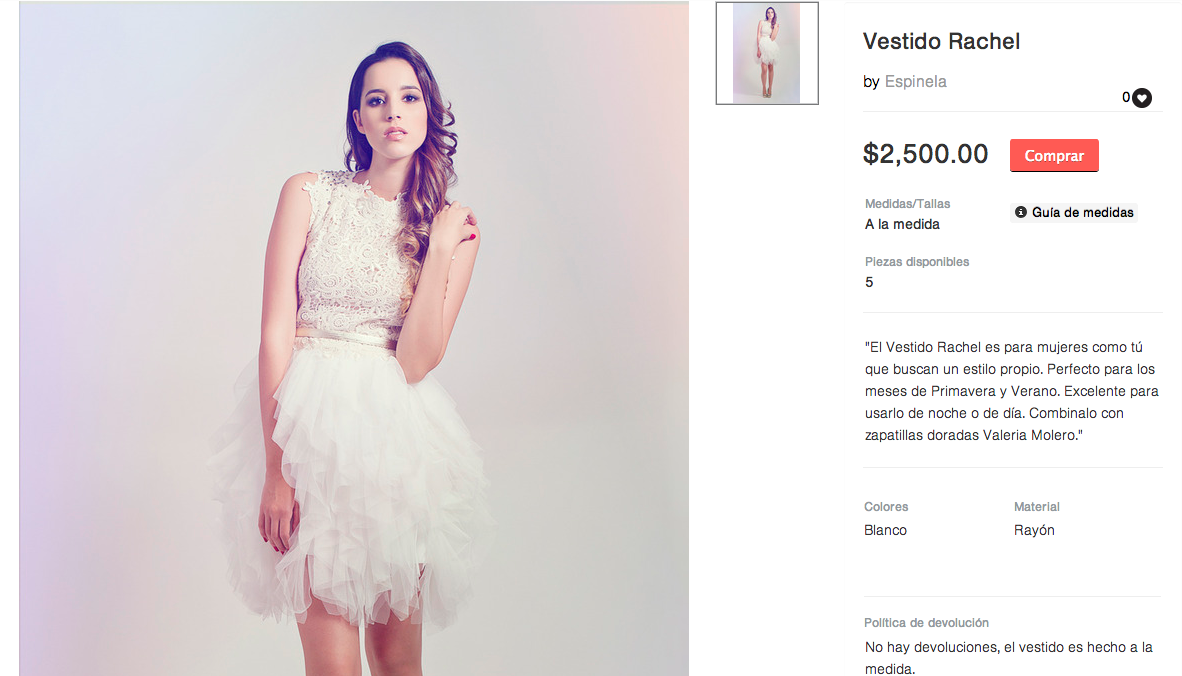 Vestido Rachel
by Espinela
0
$2,500.00
Comprar
Medidas/Tallas
A la medida
Guía de medidas
Piezas disponibles
5
"El Vestido Rachel es para mujeres como tú
que buscan un estilo propio. Perfecto para los
meses de Primavera y Verano. Excelente para
usarlo de noche o de día. Combinalo con
zapatillas doradas Valeria Molero."
Colores
Material
Blanco
Rayón
Política de devolución
No hay devoluciones, el vestido es hecho a la
medida.